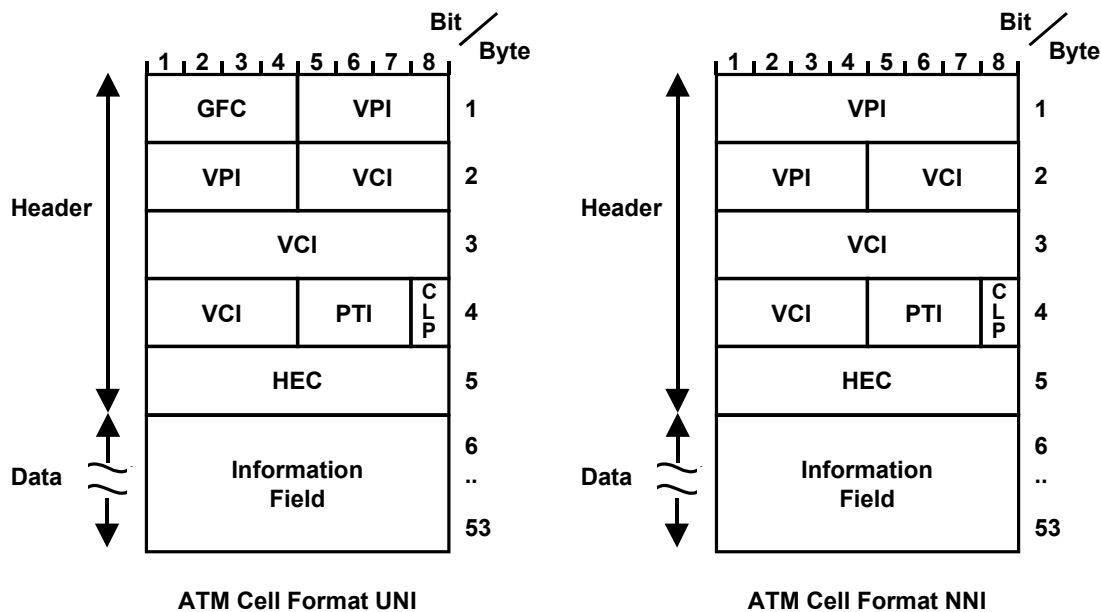 Bit
Byte
1 2 3 4 5 6 7 8
GFC VPI 1
VPI VCI 2
Header
VCI 3
VCI PTI CLP 4
HEC 5
Data
Information
Field
6
..
53
ATM Cell Format UNI
Bit
Byte
1 2 3 4 5 6 7 8
VPI 1
VPI VCI 2
Header
VCI 3
VCI PTI CLP 4
HEC 5
Data
Information
Field
6
..
53
ATM Cell Format NNI